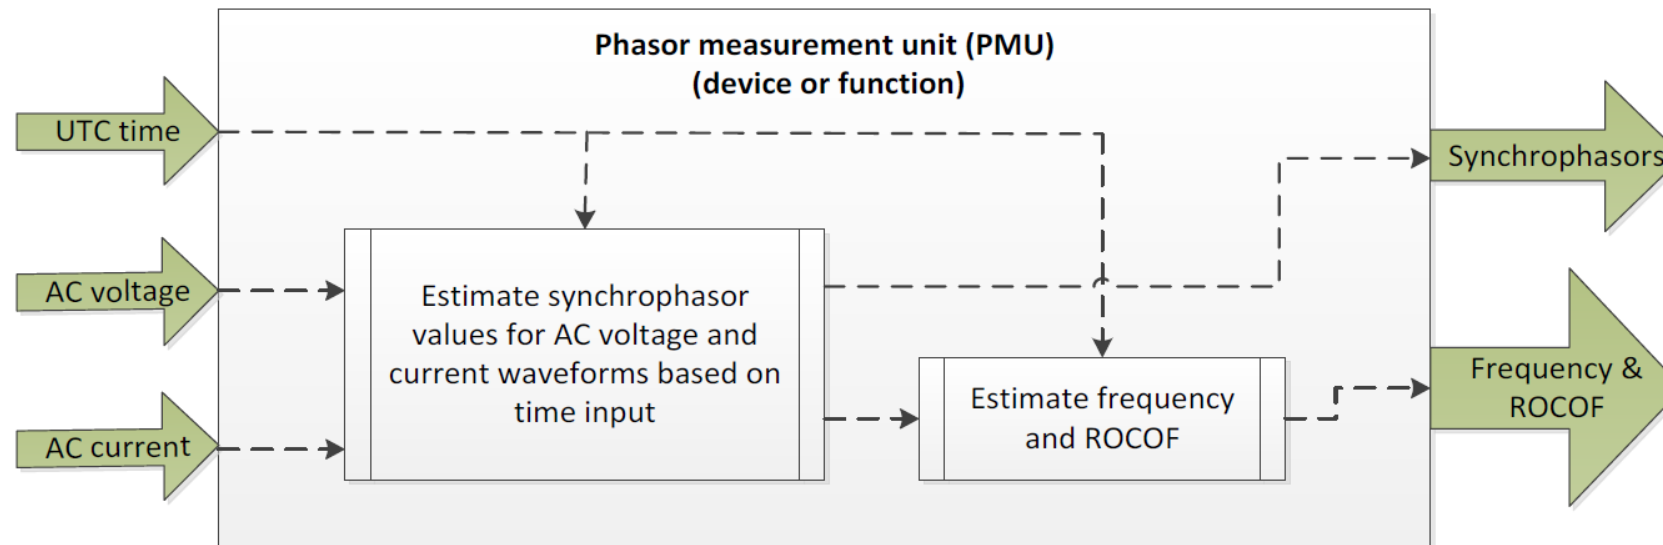 Phasor measurement unit (PMU)
(device or function)
UTC time
Synchrophasors
AC voltage
Estimate synchrophasor
values for AC voltage and
current waveforms based on
time input
AC current
Estimate frequency
and ROCOF
Frequency &
ROCOF